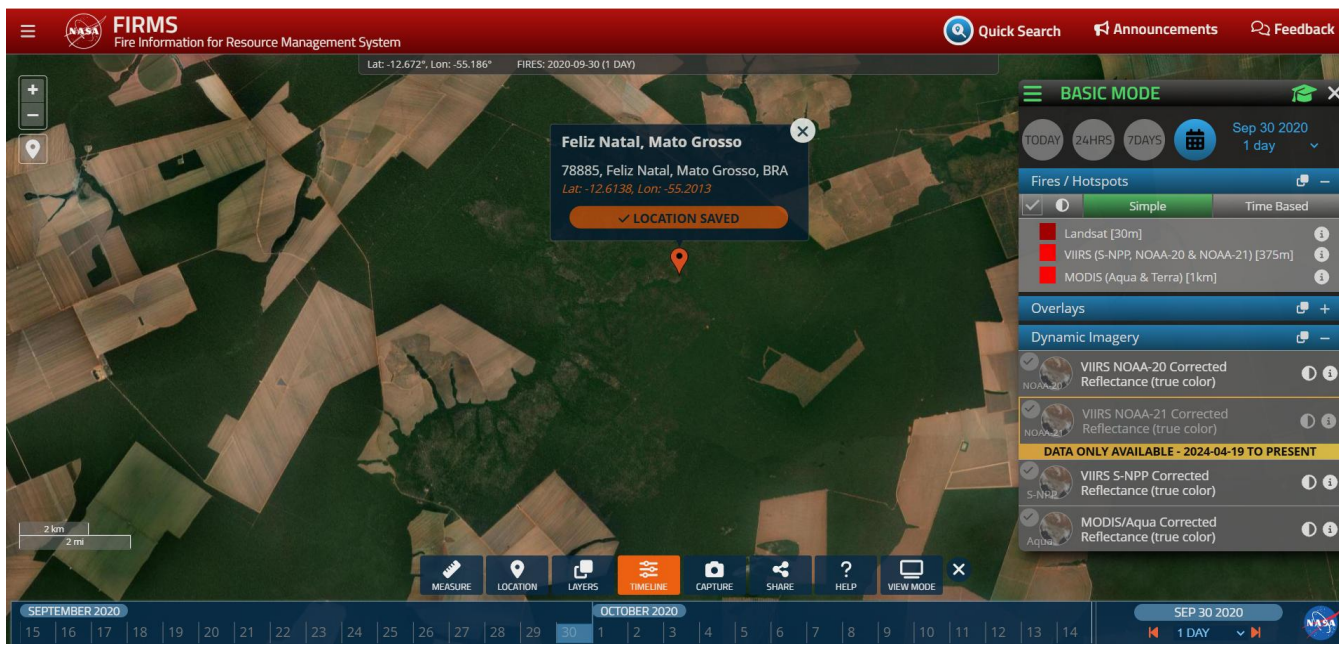 NASA
FIRMS
Fire Information for Resource Management System
Quick Search
Announcements
Feedback
Lat: -12.672°, Lon: -55.186° FIRES: 2020-09-30 (1 DAY)
+
−
Feliz Natal, Mato Grosso
78885, Feliz Natal, Mato Grosso, BRA
Lat: -12.6138, Lon: -55.2013
✓ LOCATION SAVED
BASIC MODE
TODAY
24HRS
7DAYS
Sep 30 2020
1 day
Fires / Hotspots
Simple
Time Based
Landsat [30m]
VIIRS (S-NPP, NOAA-20 & NOAA-21) [375m]
MODIS (Aqua & Terra) [1km]
Overlays
Dynamic Imagery
NOAA-20
VIIRS NOAA-20 Corrected
Reflectance (true color)
NOAA-21
VIIRS NOAA-21 Corrected
Reflectance (true color)
DATA ONLY AVAILABLE - 2024-04-19 TO PRESENT
S-NPP
VIIRS S-NPP Corrected
Reflectance (true color)
Aqua
MODIS/Aqua Corrected
Reflectance (true color)
2 km
2 mi
MEASURE
LOCATION
LAYERS
TIMELINE
CAPTURE
SHARE
HELP
VIEW MODE
SEPTEMBER 2020
OCTOBER 2020
15 16 17 18 19 20 21 22 23 24 25 26 27 28 29 30 1 2 3 4 5 6 7 8 9 10 11 12 13 14
SEP 30 2020
1 DAY
NASA